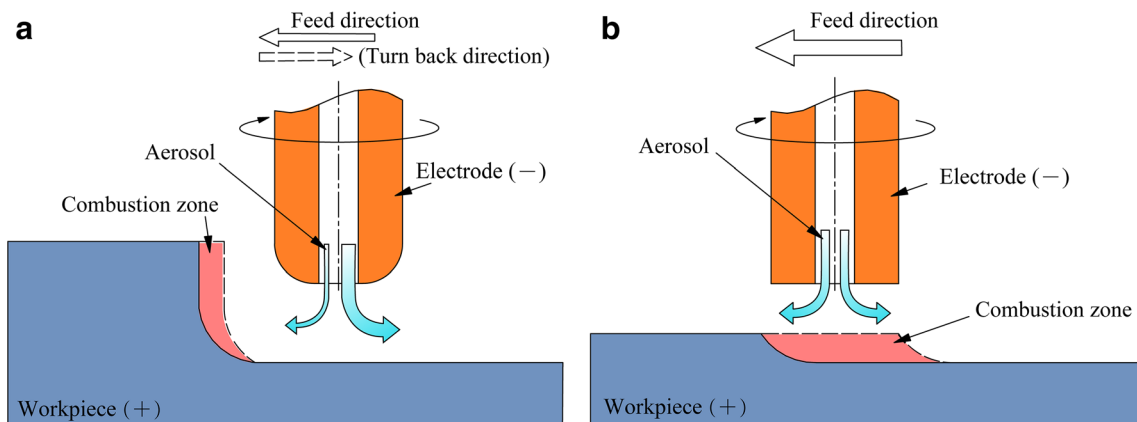 a
Feed direction
(Turn back direction)
Aerosol
Electrode (−)
Combustion zone
Workpiece (+)
b
Feed direction
Aerosol
Electrode (−)
Combustion zone
Workpiece (+)